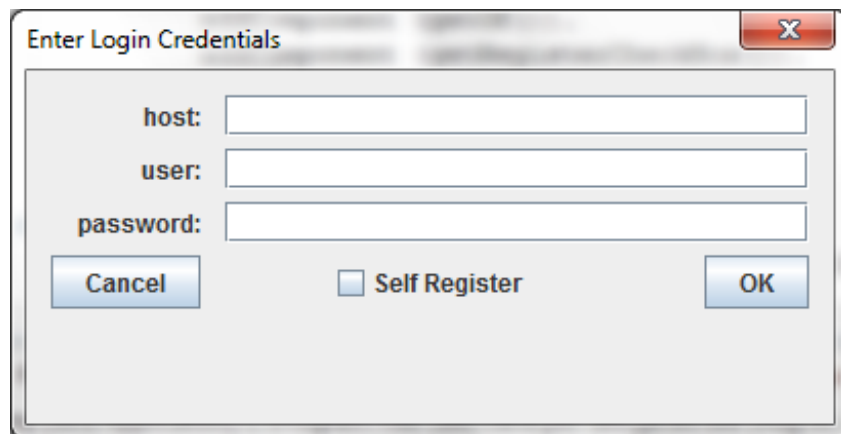 Enter Login Credentials
host:
user:
password:
Cancel Self Register OK